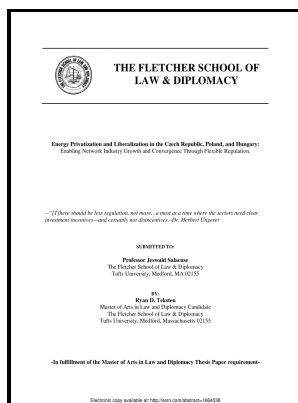 THE FLETCHER SCHOOL OF
LAW & DIPLOMACY
Energy Privatization and Liberalization in the Czech Republic, Poland, and Hungary:
Enabling Network Industry Growth and Convergence Through Flexible Regulation.
--"[T]here should be less regulation, not more...a must at a time where the sectors need clear
investment incentives—and certainly not disincentives.-Dr. Herbert Ungerer
SUBMITTED TO:
Professor Jeswald Salacuse
The Fletcher School of Law & Diplomacy
Tufts University, Medford, MA 02155
BY:
Ryan D. Teksten
Master of Arts in Law and Diplomacy Candidate
The Fletcher School of Law & Diplomacy
Tufts University, Medford, Massachusetts 02155
-In fulfillment of the Master of Arts in Law and Diplomacy Thesis Paper requirement-
Electronic copy available at: http://ssrn.com/abstract=1664536